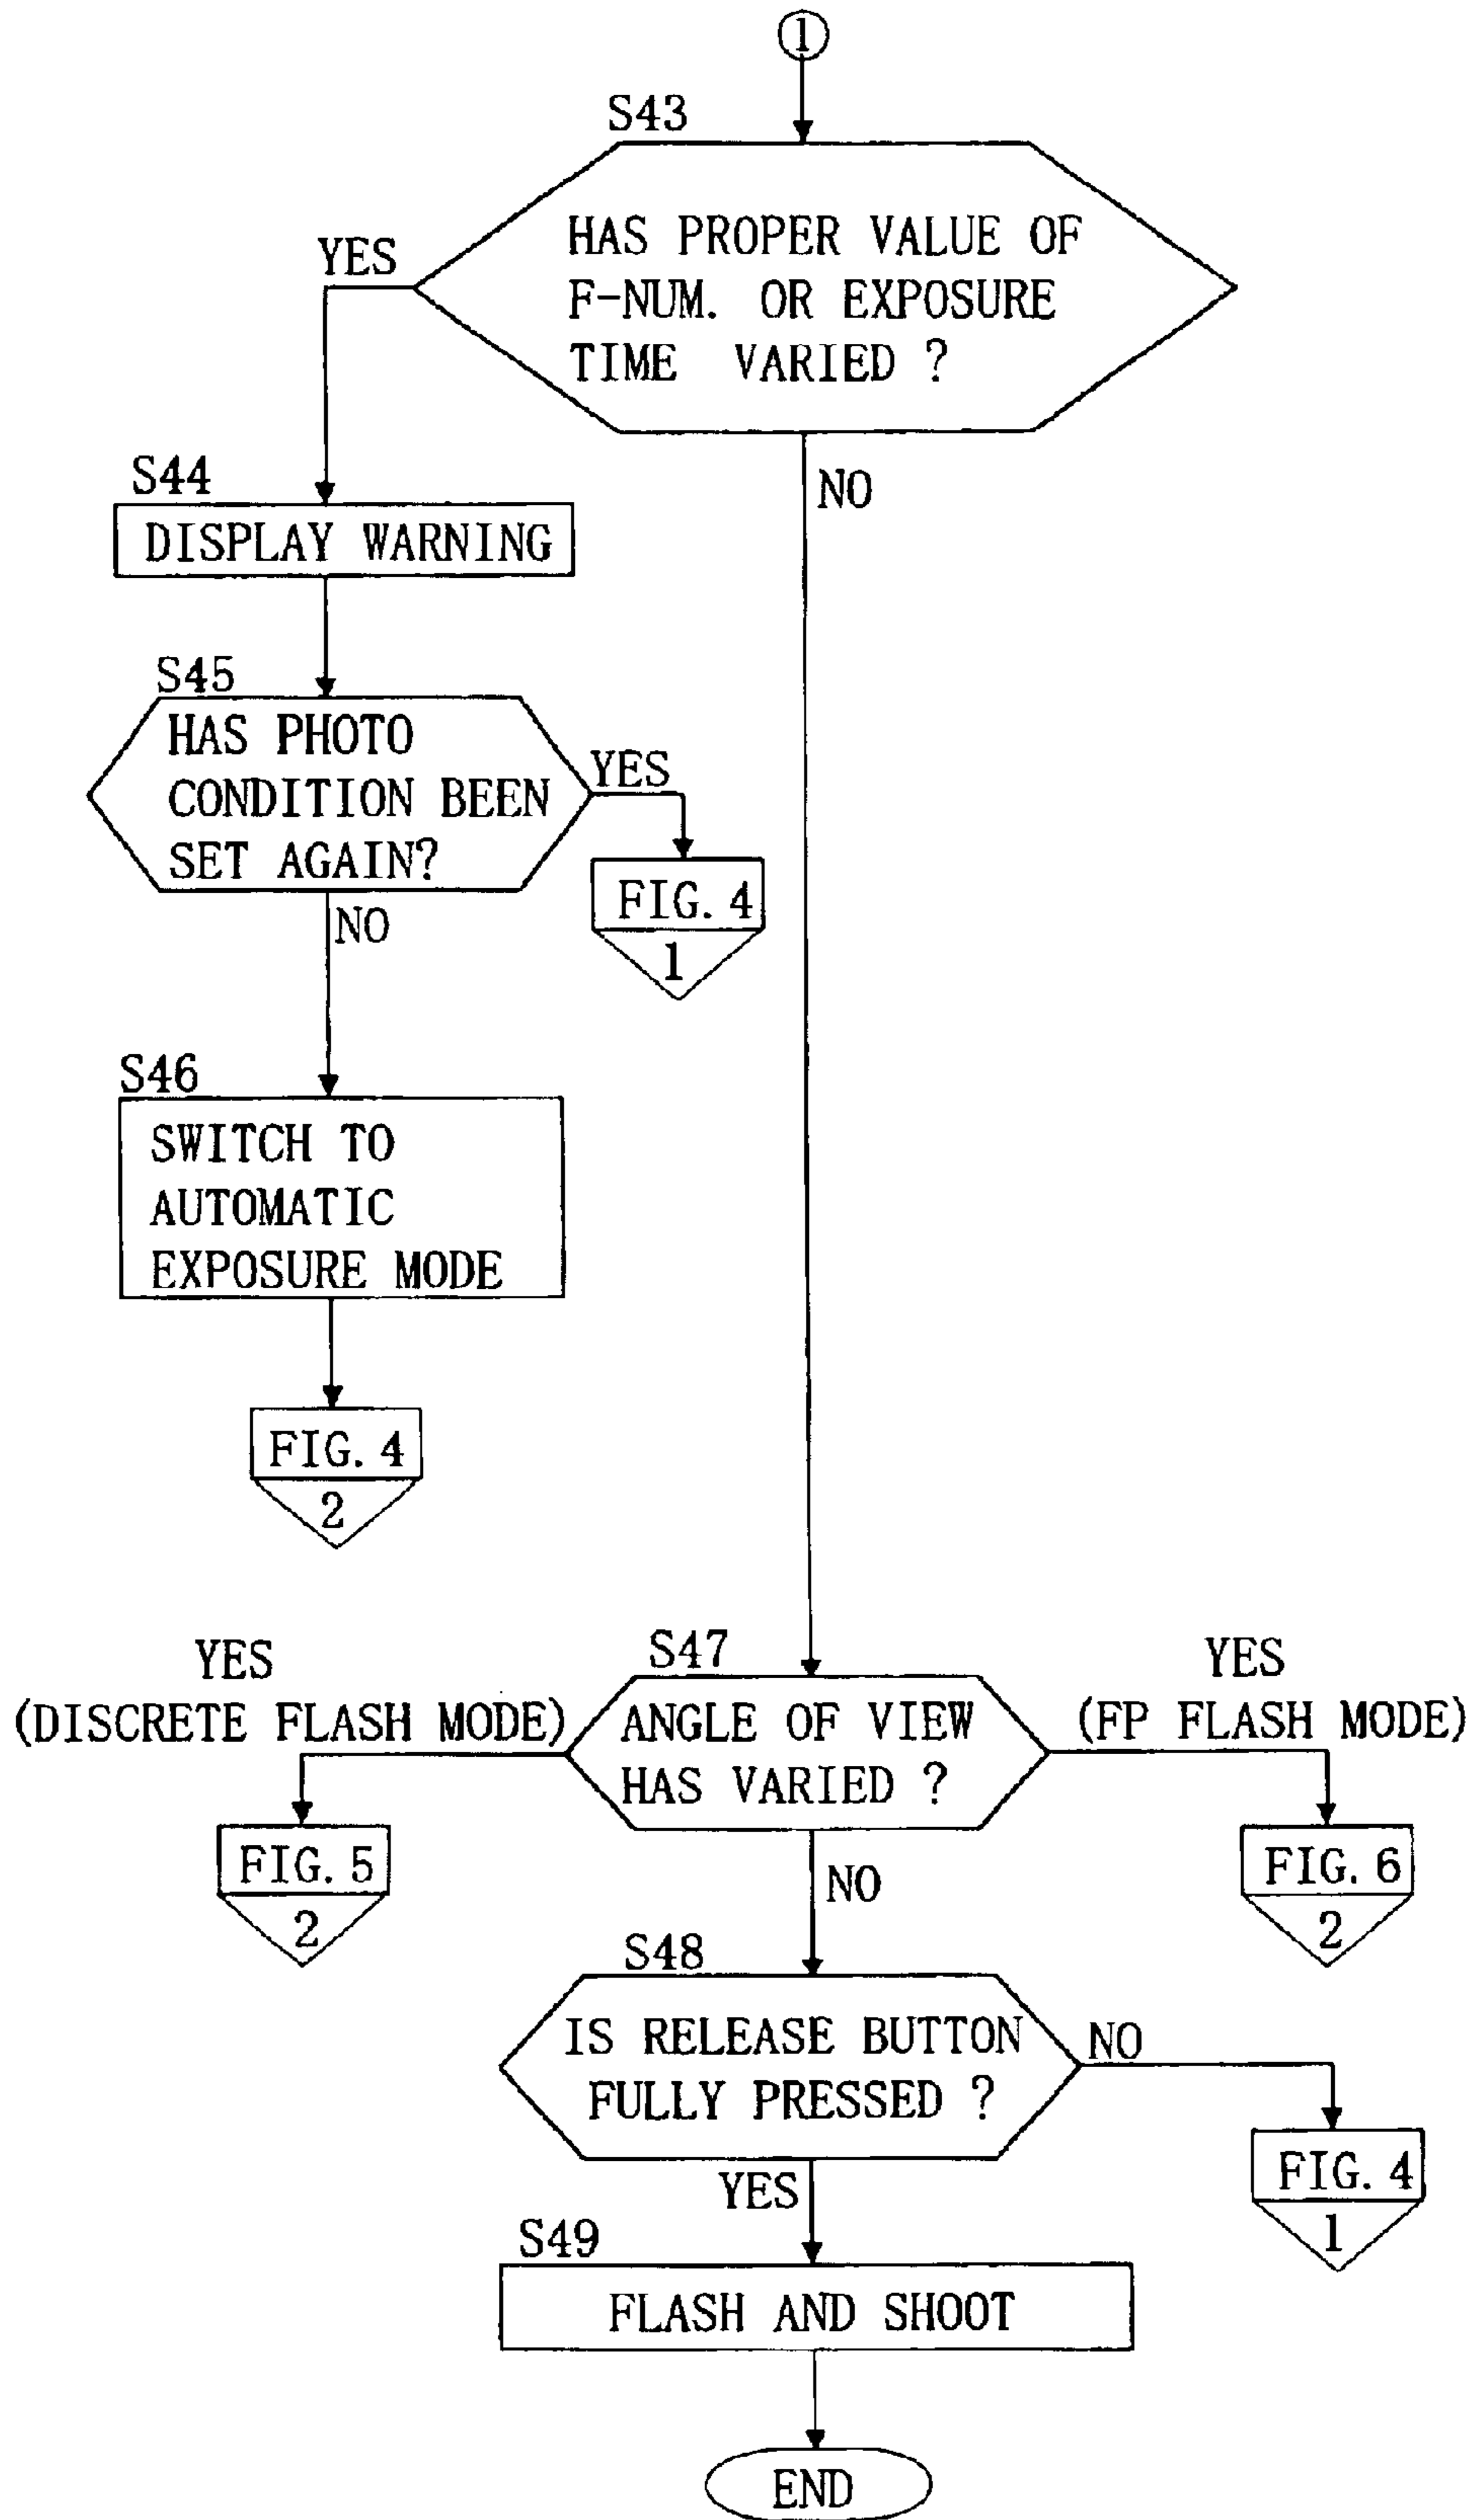 1
S43
HAS PROPER VALUE OF
F-NUM. OR EXPOSURE
TIME VARIED ?
YES
NO
S44
DISPLAY WARNING
S45
HAS PHOTO
CONDITION BEEN
SET AGAIN?
YES
FIG. 4
1
NO
S46
SWITCH TO
AUTOMATIC
EXPOSURE MODE
FIG. 4
2
S47
ANGLE OF VIEW
HAS VARIED ?
YES
(DISCRETE FLASH MODE)
FIG. 5
2
YES
(FP FLASH MODE)
FIG. 6
2
NO
S48
IS RELEASE BUTTON
FULLY PRESSED ?
NO
FIG. 4
1
YES
S49
FLASH AND SHOOT
END